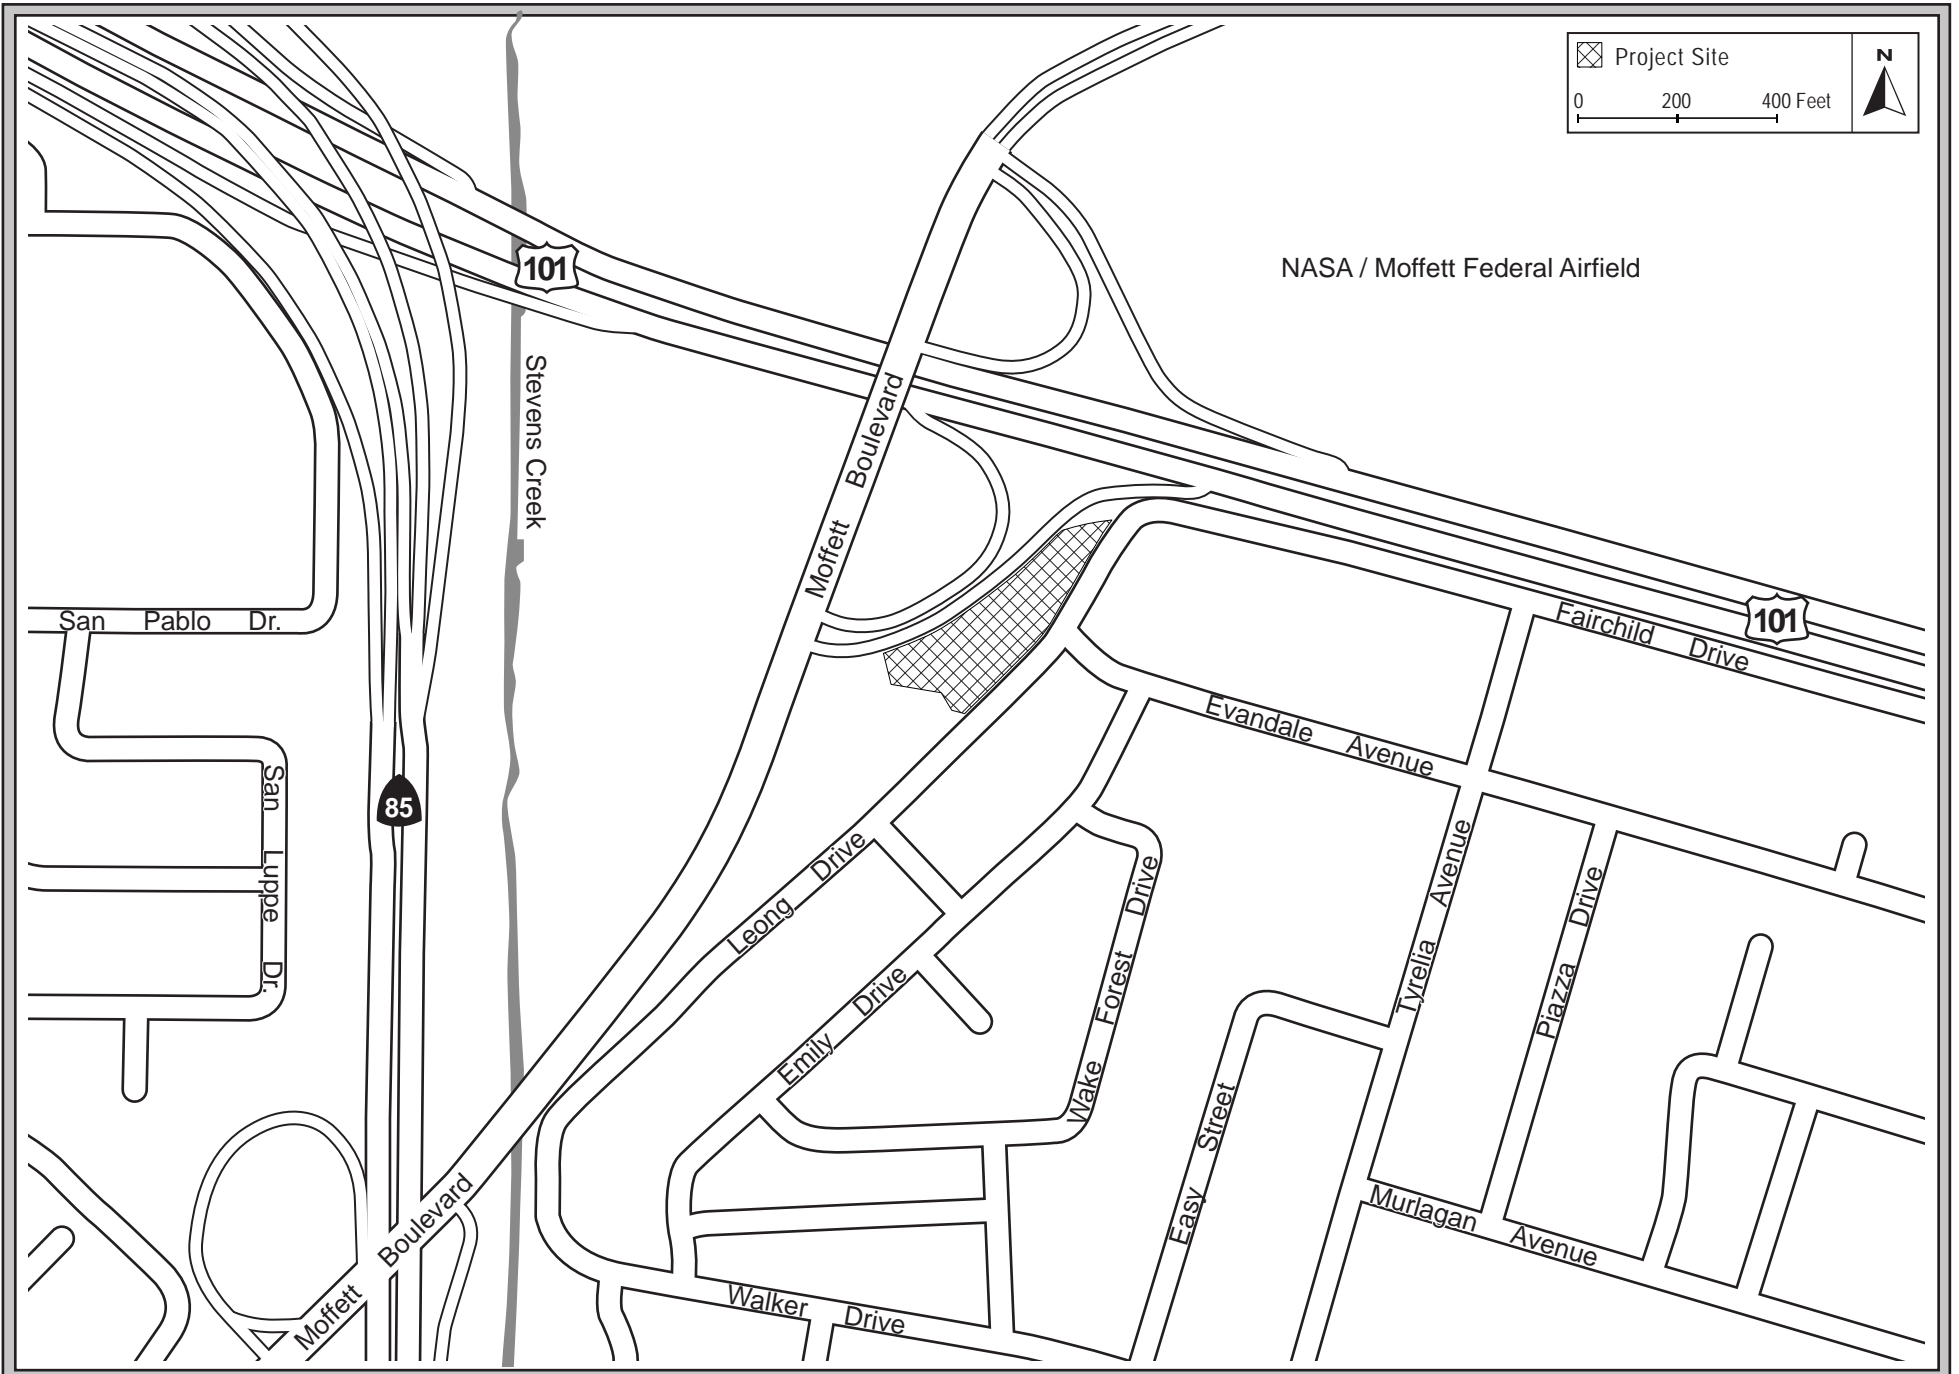 Project Site
N
0 200 400 Feet
101
NASA / Moffett Federal Airfield
Stevens Creek
Moffett Boulevard
San Pablo Dr.
101
Fairchild Drive
Evandale Avenue
San Luppe Dr.
85
Leong Drive
Emily Drive
Wake Forest Drive
Tyrelia Avenue
Piazza Drive
Easy Street
Murlagan Avenue
Moffett Boulevard
Walker Drive